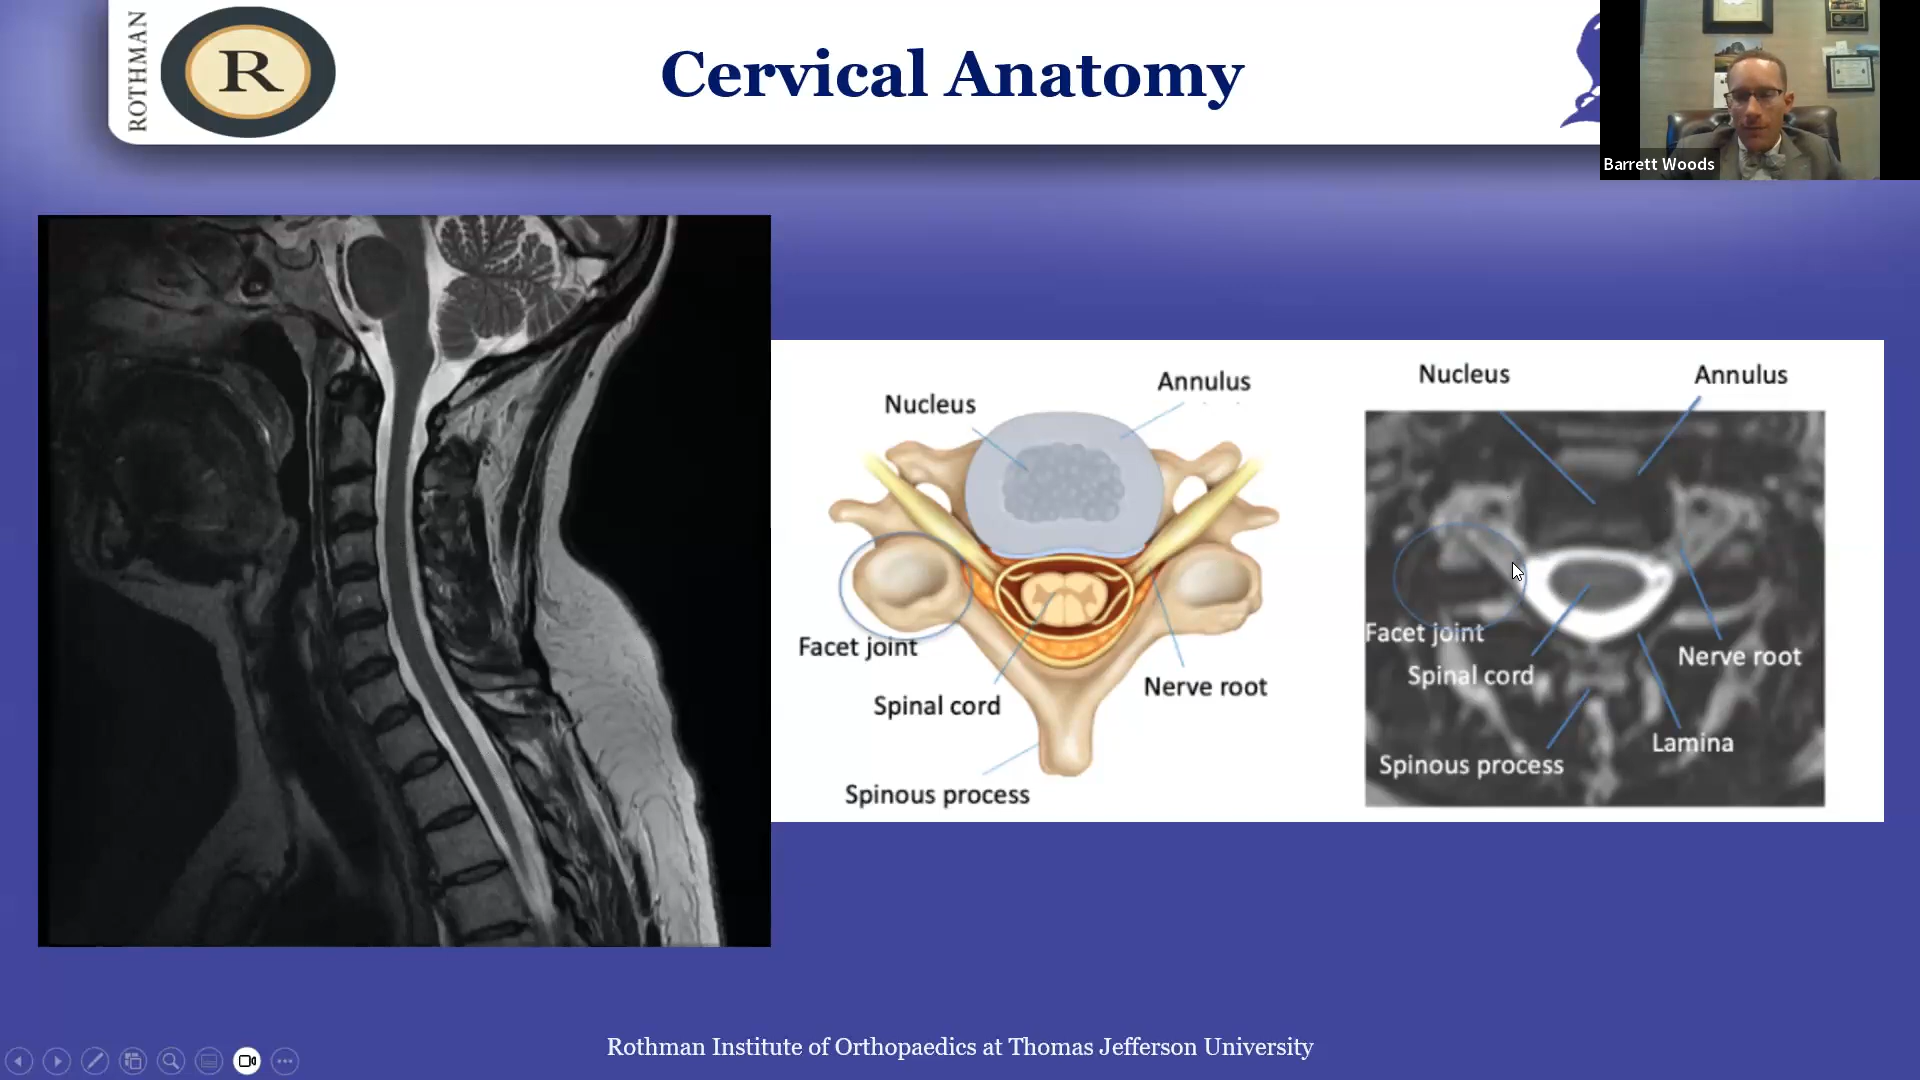 ROTHMAN
R
Cervical Anatomy
Barrett Woods
Nucleus
Annulus
Facet joint
Spinal cord
Nerve root
Spinous process
Nucleus
Annulus
Facet joint
Spinal cord
Nerve root
Lamina
Spinous process
Rothman Institute of Orthopaedics at Thomas Jefferson University